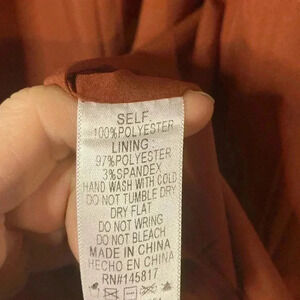 SELF
100%POLYESTER
LINING :
97%POLYESTER
3%SPANDEX
HAND WASH WITH COLD
DO NOT TUMBLE DRY
DRY FLAT
DO NOT WRING
DO NOT BLEACH
MADE IN CHINA
HECHO EN CHINA
RN#145817